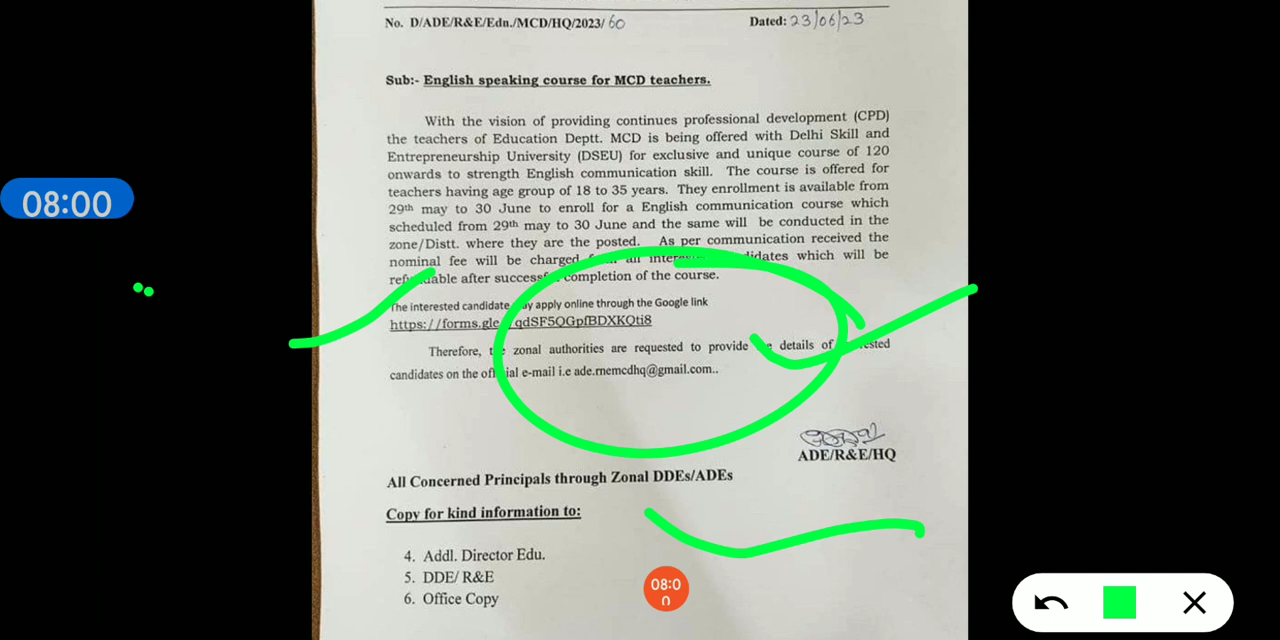 No. D/ADE/R&E/Edn./MCD/HQ/2023/60 Dated: 23/06/23
Sub:- English speaking course for MCD teachers.
With the vision of providing continues professional development (CPD)
the teachers of Education Deptt. MCD is being offered with Delhi Skill and
Entrepreneurship University (DSEU) for exclusive and unique course of 120
onwards to strength English communication skill. The course is offered for
teachers having age group of 18 to 35 years. They enrollment is available from
29th may to 30 June to enroll for a English communication course which
scheduled from 29th may to 30 June and the same will be conducted in the
zone/Distt. where they are the posted. As per communication received the
nominal fee will be charged all which will be
after completion of the course.
The interested candidate apply online through the Google link
https://forms.gle qdSF5QGpfBDXKQti8
Therefore, zonal authorities are requested to provide details of
candidates on the e-mail i.e ade.rnemcdhq@gmail.com..
ADE/R&E/HQ
All Concerned Principals through Zonal DDEs/ADEs
Copy for kind information to:
4. Addl. Director Edu.
5. DDE/ R&E
6. Office Copy
08:00
08:00